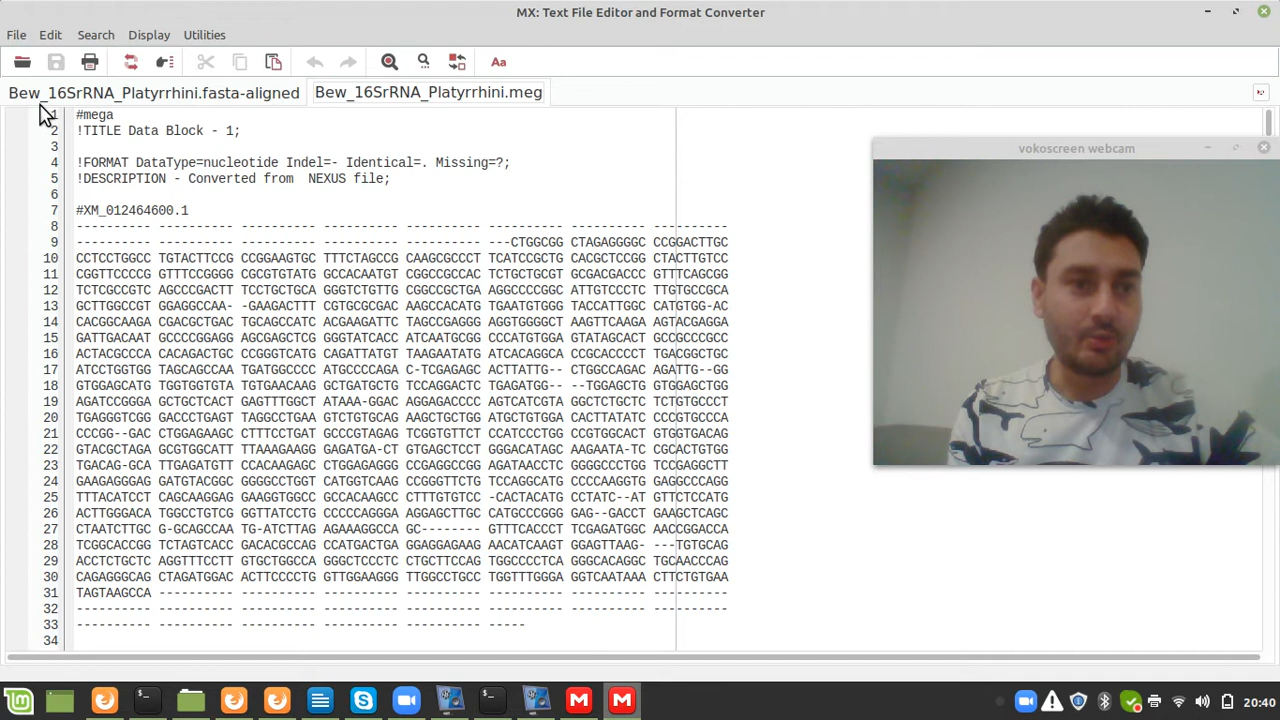 MX: Text File Editor and Format Converter
File Edit Search Display Utilities
Aa
Bew_16SrRNA_Platyrrhini.fasta-aligned Bew_16SrRNA_Platyrrhini.meg
1 #mega
2 !TITLE Data Block - 1;
3
4 !FORMAT DataType=nucleotide Indel=- Identical=. Missing=?;
5 !DESCRIPTION - Converted from  NEXUS file;
6
7 #XM_012464600.1
8 ---------- ---------- ---------- ---------- ---------- ---------- ---------- ----------
9 ---------- ---------- ---------- ---------- ---------- ---CTGGCGG CTAGAGGGGC CCGGACTTGC
10 CCTCCTGGCC TGTACTTCCG CCGGAAGTGC TTTCTAGCCG CAAGCGCCCT TCATCCGCTG CACGCTCCGG CTACTTGTCC
11 CGGTTCCCCG GTTTCCGGGG CGCGTGTATG GCCACAATGT CGGCCGCCAC TCTGCTGCGT GCGACGACCC GTTTCAGCGG
12 TCTCGCCGTC AGCCCGACTT TCCTGCTGCA GGGTCTGTTG CGGCCGCTGA AGGCCCCGGC ATTGTCCCTC TTGTGCCGCA
13 GCTTGGCCGT GGAGGCCAA- -GAAGACTTT CGTGCGCGAC AAGCCACATG TGAATGTGGG TACCATTGGC CATGTGG-AC
14 CACGGCAAGA CGACGCTGAC TGCAGCCATC ACGAAGATTC TAGCCGAGGG AGGTGGGGCT AAGTTCAAGA AGTACGAGGA
15 GATTGACAAT GCCCCGGAGG AGCGAGCTCG GGGTATCACC ATCAATGCGG CCCATGTGGA GTATAGCACT GCCGCCCGCC
16 ACTACGCCCA CACAGACTGC CCGGGTCATG CAGATTATGT TAAGAATATG ATCACAGGCA CCGCACCCCT TGACGGCTGC
17 ATCCTGGTGG TAGCAGCCAA TGATGGCCCC ATGCCCCAGA C-TCGAGAGC ACTTATTG-- CTGGCCAGAC AGATTG--GG
18 GTGGAGCATG TGGTGGTGTA TGTGAACAAG GCTGATGCTG TCCAGGACTC TGAGATGG-- --TGGAGCTG GTGGAGCTGG
19 AGATCCGGGA GCTGCTCACT GAGTTTGGCT ATAAA-GGAC AGGAGACCCC AGTCATCGTA GGCTCTGCTC TCTGTGCCCT
20 TGAGGGTCGG GACCCTGAGT TAGGCCTGAA GTCTGTGCAG AAGCTGCTGG ATGCTGTGGA CACTTATATC CCCGTGCCCA
21 CCCGG--GAC CTGGAGAAGC CTTTCCTGAT GCCCGTAGAG TCGGTGTTCT CCATCCCTGG CCGTGGCACT GTGGTGACAG
22 GTACGCTAGA GCGTGGCATT TTAAAGAAGG GAGATGA-CT GTGAGCTCCT GGGACATAGC AAGAATA-TC CGCACTGTGG
23 TGACAG-GCA TTGAGATGTT CCACAAGAGC CTGGAGAGGG CCGAGGCCGG AGATAACCTC GGGGCCCTGG TCCGAGGCTT
24 GAAGAGGGAG GATGTACGGC GGGGCCTGGT CATGGTCAAG CCCGGGTTCTG TCCAGGCATG CCCCAAGGTG GAGGCCCAGG
25 TTTACATCCT CAGCAAGGAG GAAGGTGGCC GCCACAAGCC CTTTGTGTCC -CACTACATG CCTATC--AT GTTCTCCATG
26 ACTTGGGACA TGGCCTGTCG GGTTATCCTG CCCCCAGGGA AGGAGCTTGC CATGCCCGGG GAG--GACCT GAAGCTCAGC
27 CTAATCTTGC G-GCAGCCAA TG-ATCTTAG AGAAAGGCCA GC-------- GTTTCACCCT TCGAGATGGC AACCGGACCA
28 TCGGCACCGG TCTAGTCACC GACACGCCAG CCATGACTGA GGAGGAGAAG AACATCAAGT GGAGTTAAG- ---TGTGCAG
29 ACCTCTGCTC AGGTTTCCTT GTGCTGGCCA GGGCTCCCTC CTGCTTCCAG TGGCCCCTCA GGGCACAGGC TGCAACCCAG
30 CAGAGGGCAG CTAGATGGAC ACTTCCCCTG GTTGGAAGGG TTGGCCTGCC TGGTTTGGGA GGTCAATAAA CTTCTGTGAA
31 TAGTAAGCCA ---------- ---------- ---------- ---------- ---------- ---------- ----------
32 ---------- ---------- ---------- ---------- ---------- ---------- ---------- ----------
33 ---------- ---------- ---------- ---------- ---------- -----
34
vokoscreen webcam
20:40